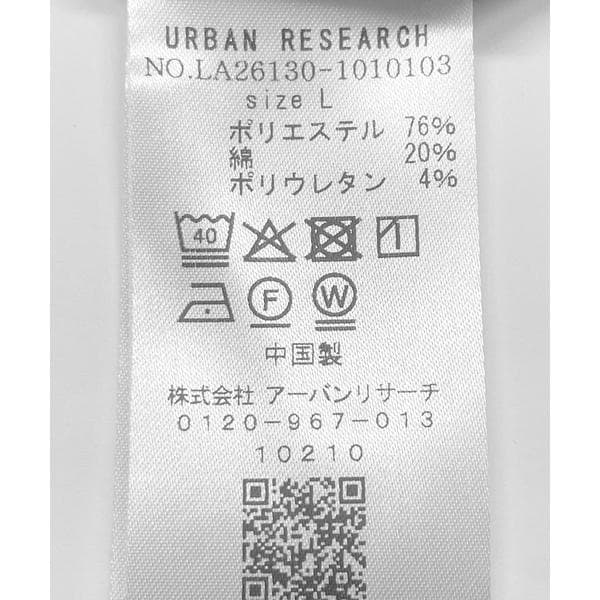 URBAN RESEARCH
NO.LA26130-1010103
size L
ポリエステル 76%
綿 20%
ポリウレタン 4%
40
F W
中国製
株式会社 アーバンリサーチ
0120-967-013
10210